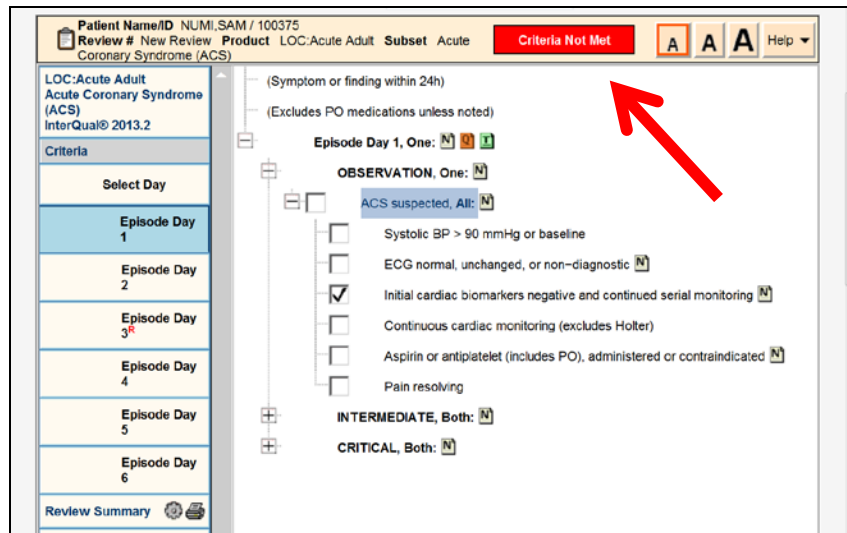 Patient Name/ID NUMI,SAM / 100375
Review # New Review Product LOC:Acute Adult Subset Acute
Coronary Syndrome (ACS)
Criteria Not Met
A A A Help
LOC:Acute Adult
Acute Coronary Syndrome
(ACS)
InterQual® 2013.2
Criteria
Select Day
Episode Day
1
Episode Day
2
Episode Day
3R
Episode Day
4
Episode Day
5
Episode Day
6
Review Summary
(Symptom or finding within 24h)
(Excludes PO medications unless noted)
Episode Day 1, One: N Q T
OBSERVATION, One: N
ACS suspected, All: N
Systolic BP > 90 mmHg or baseline
ECG normal, unchanged, or non-diagnostic N
Initial cardiac biomarkers negative and continued serial monitoring N
Continuous cardiac monitoring (excludes Holter)
Aspirin or antiplatelet (includes PO), administered or contraindicated N
Pain resolving
INTERMEDIATE, Both: N
CRITICAL, Both: N